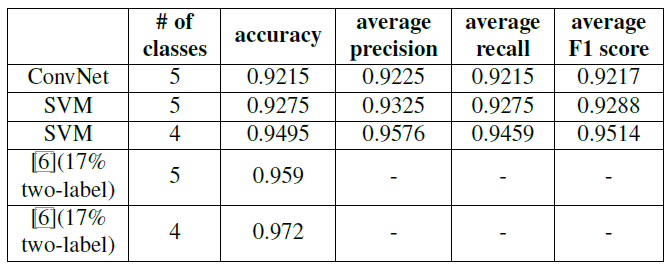 # of classes accuracy average precision average recall average F1 score
ConvNet 5 0.9215 0.9225 0.9215 0.9217
SVM 5 0.9275 0.9325 0.9275 0.9288
SVM 4 0.9495 0.9576 0.9459 0.9514
[6](17% two-label) 5 0.959 - - -
[6](17% two-label) 4 0.972 - - -